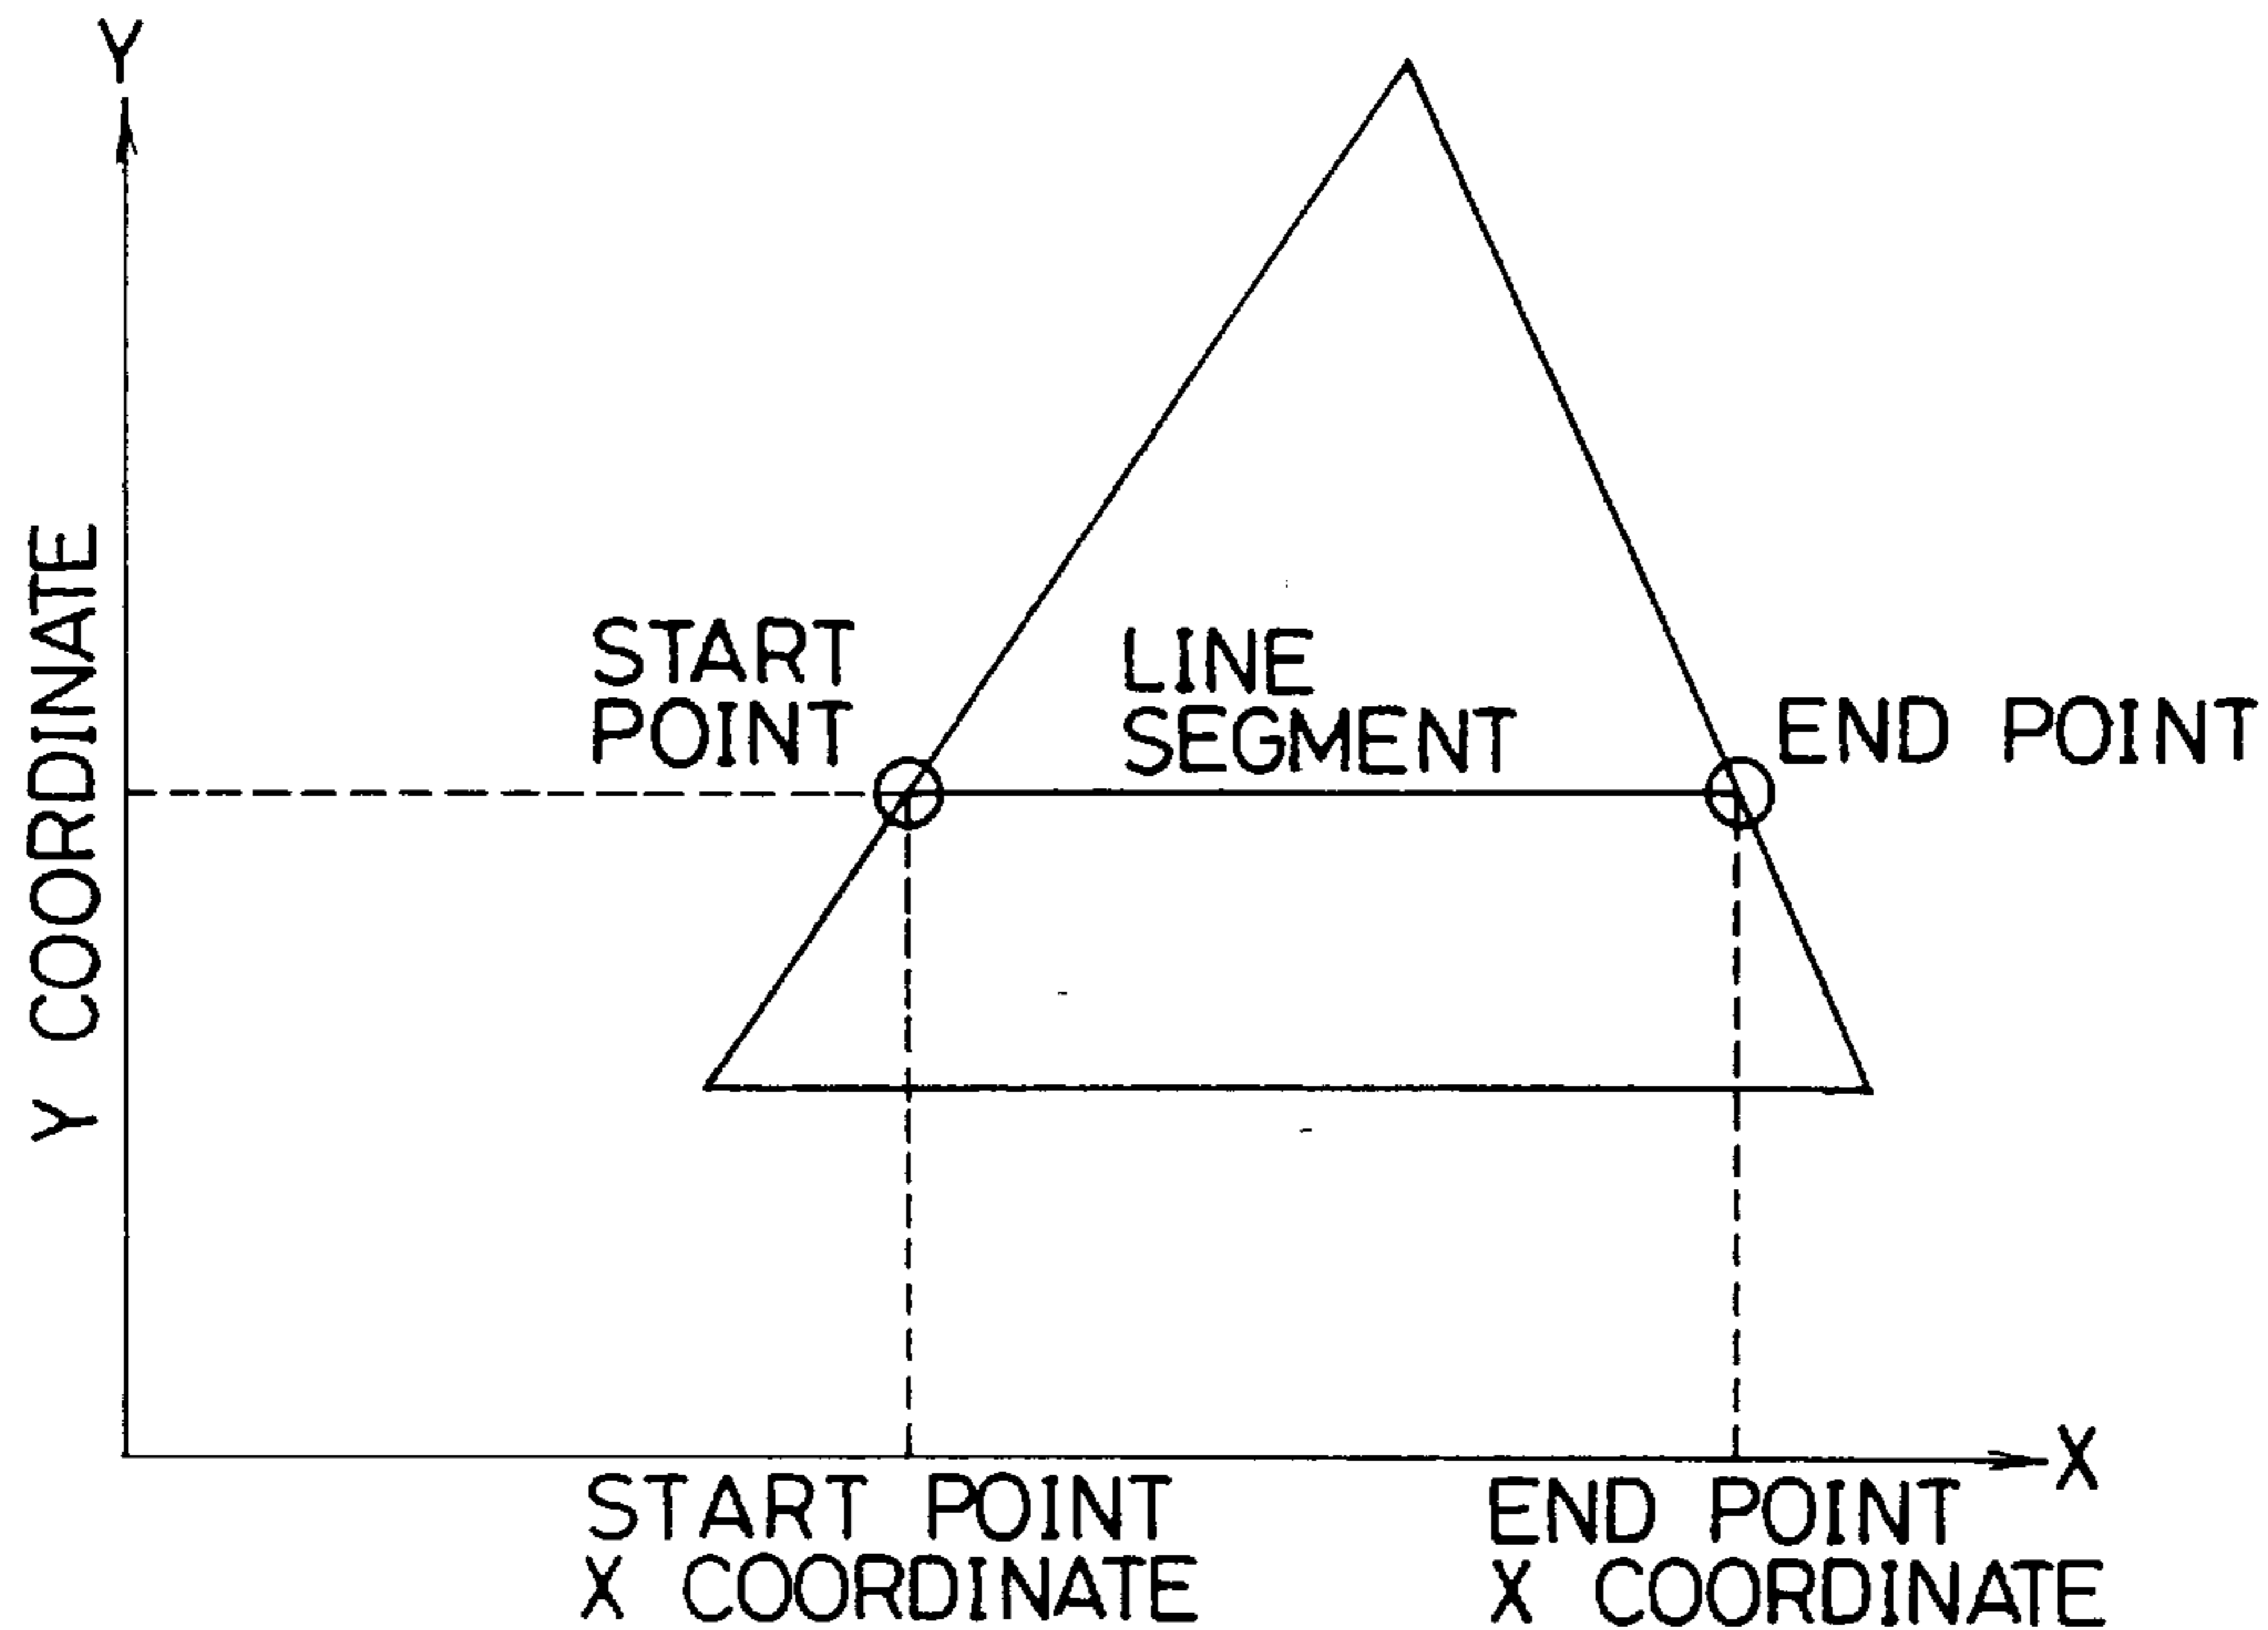 Y
Y COORDINATE
START
POINT
LINE
SEGMENT
END POINT
X
START POINT
X COORDINATE
END POINT
X COORDINATE